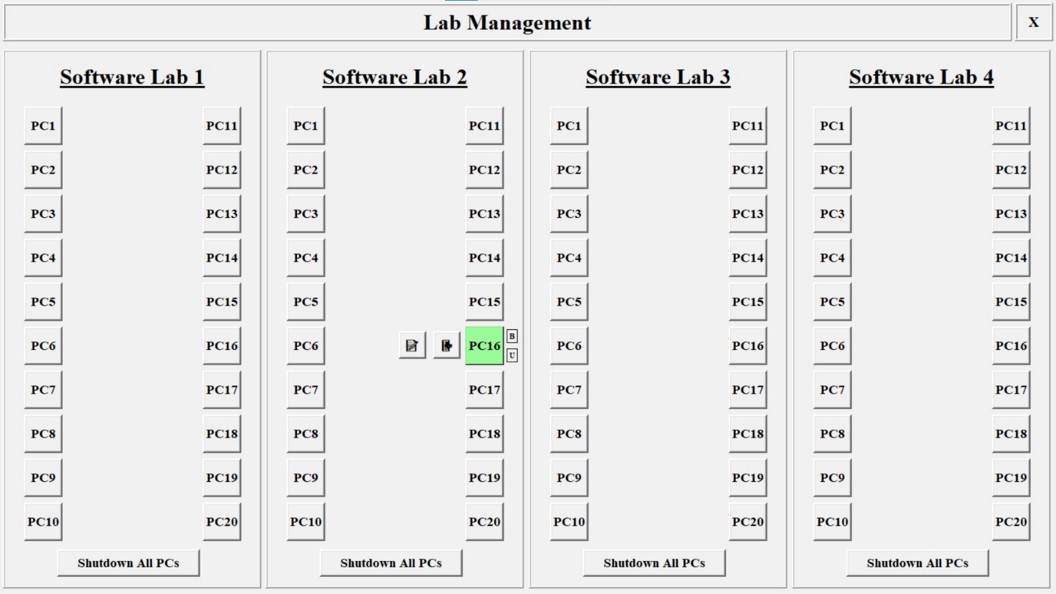 Lab Management
X
Software Lab 1
PC1 PC11
PC2 PC12
PC3 PC13
PC4 PC14
PC5 PC15
PC6 PC16
PC7 PC17
PC8 PC18
PC9 PC19
PC10 PC20
Shutdown All PCs
Software Lab 2
PC1 PC11
PC2 PC12
PC3 PC13
PC4 PC14
PC5 PC15
PC6 PC16 B
U
PC7 PC17
PC8 PC18
PC9 PC19
PC10 PC20
Shutdown All PCs
Software Lab 3
PC1 PC11
PC2 PC12
PC3 PC13
PC4 PC14
PC5 PC15
PC6 PC16
PC7 PC17
PC8 PC18
PC9 PC19
PC10 PC20
Shutdown All PCs
Software Lab 4
PC1 PC11
PC2 PC12
PC3 PC13
PC4 PC14
PC5 PC15
PC6 PC16
PC7 PC17
PC8 PC18
PC9 PC19
PC10 PC20
Shutdown All PCs